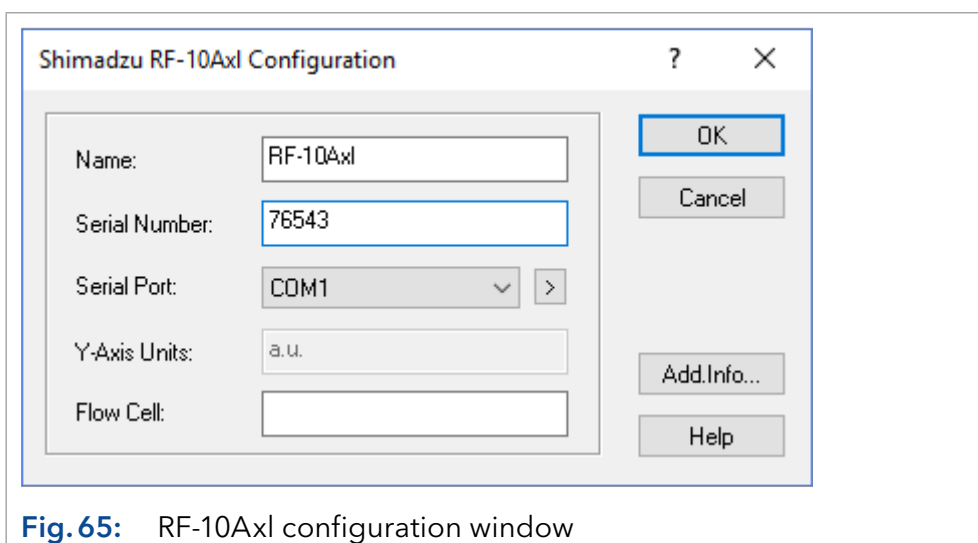 Shimadzu RF-10Axl Configuration ? ×
Name: RF-10Axl
Serial Number: 76543
Serial Port: COM1 >
Y-Axis Units: a.u.
Flow Cell:
OK
Cancel
Add.Info...
Help
Fig. 65: RF-10Axl configuration window